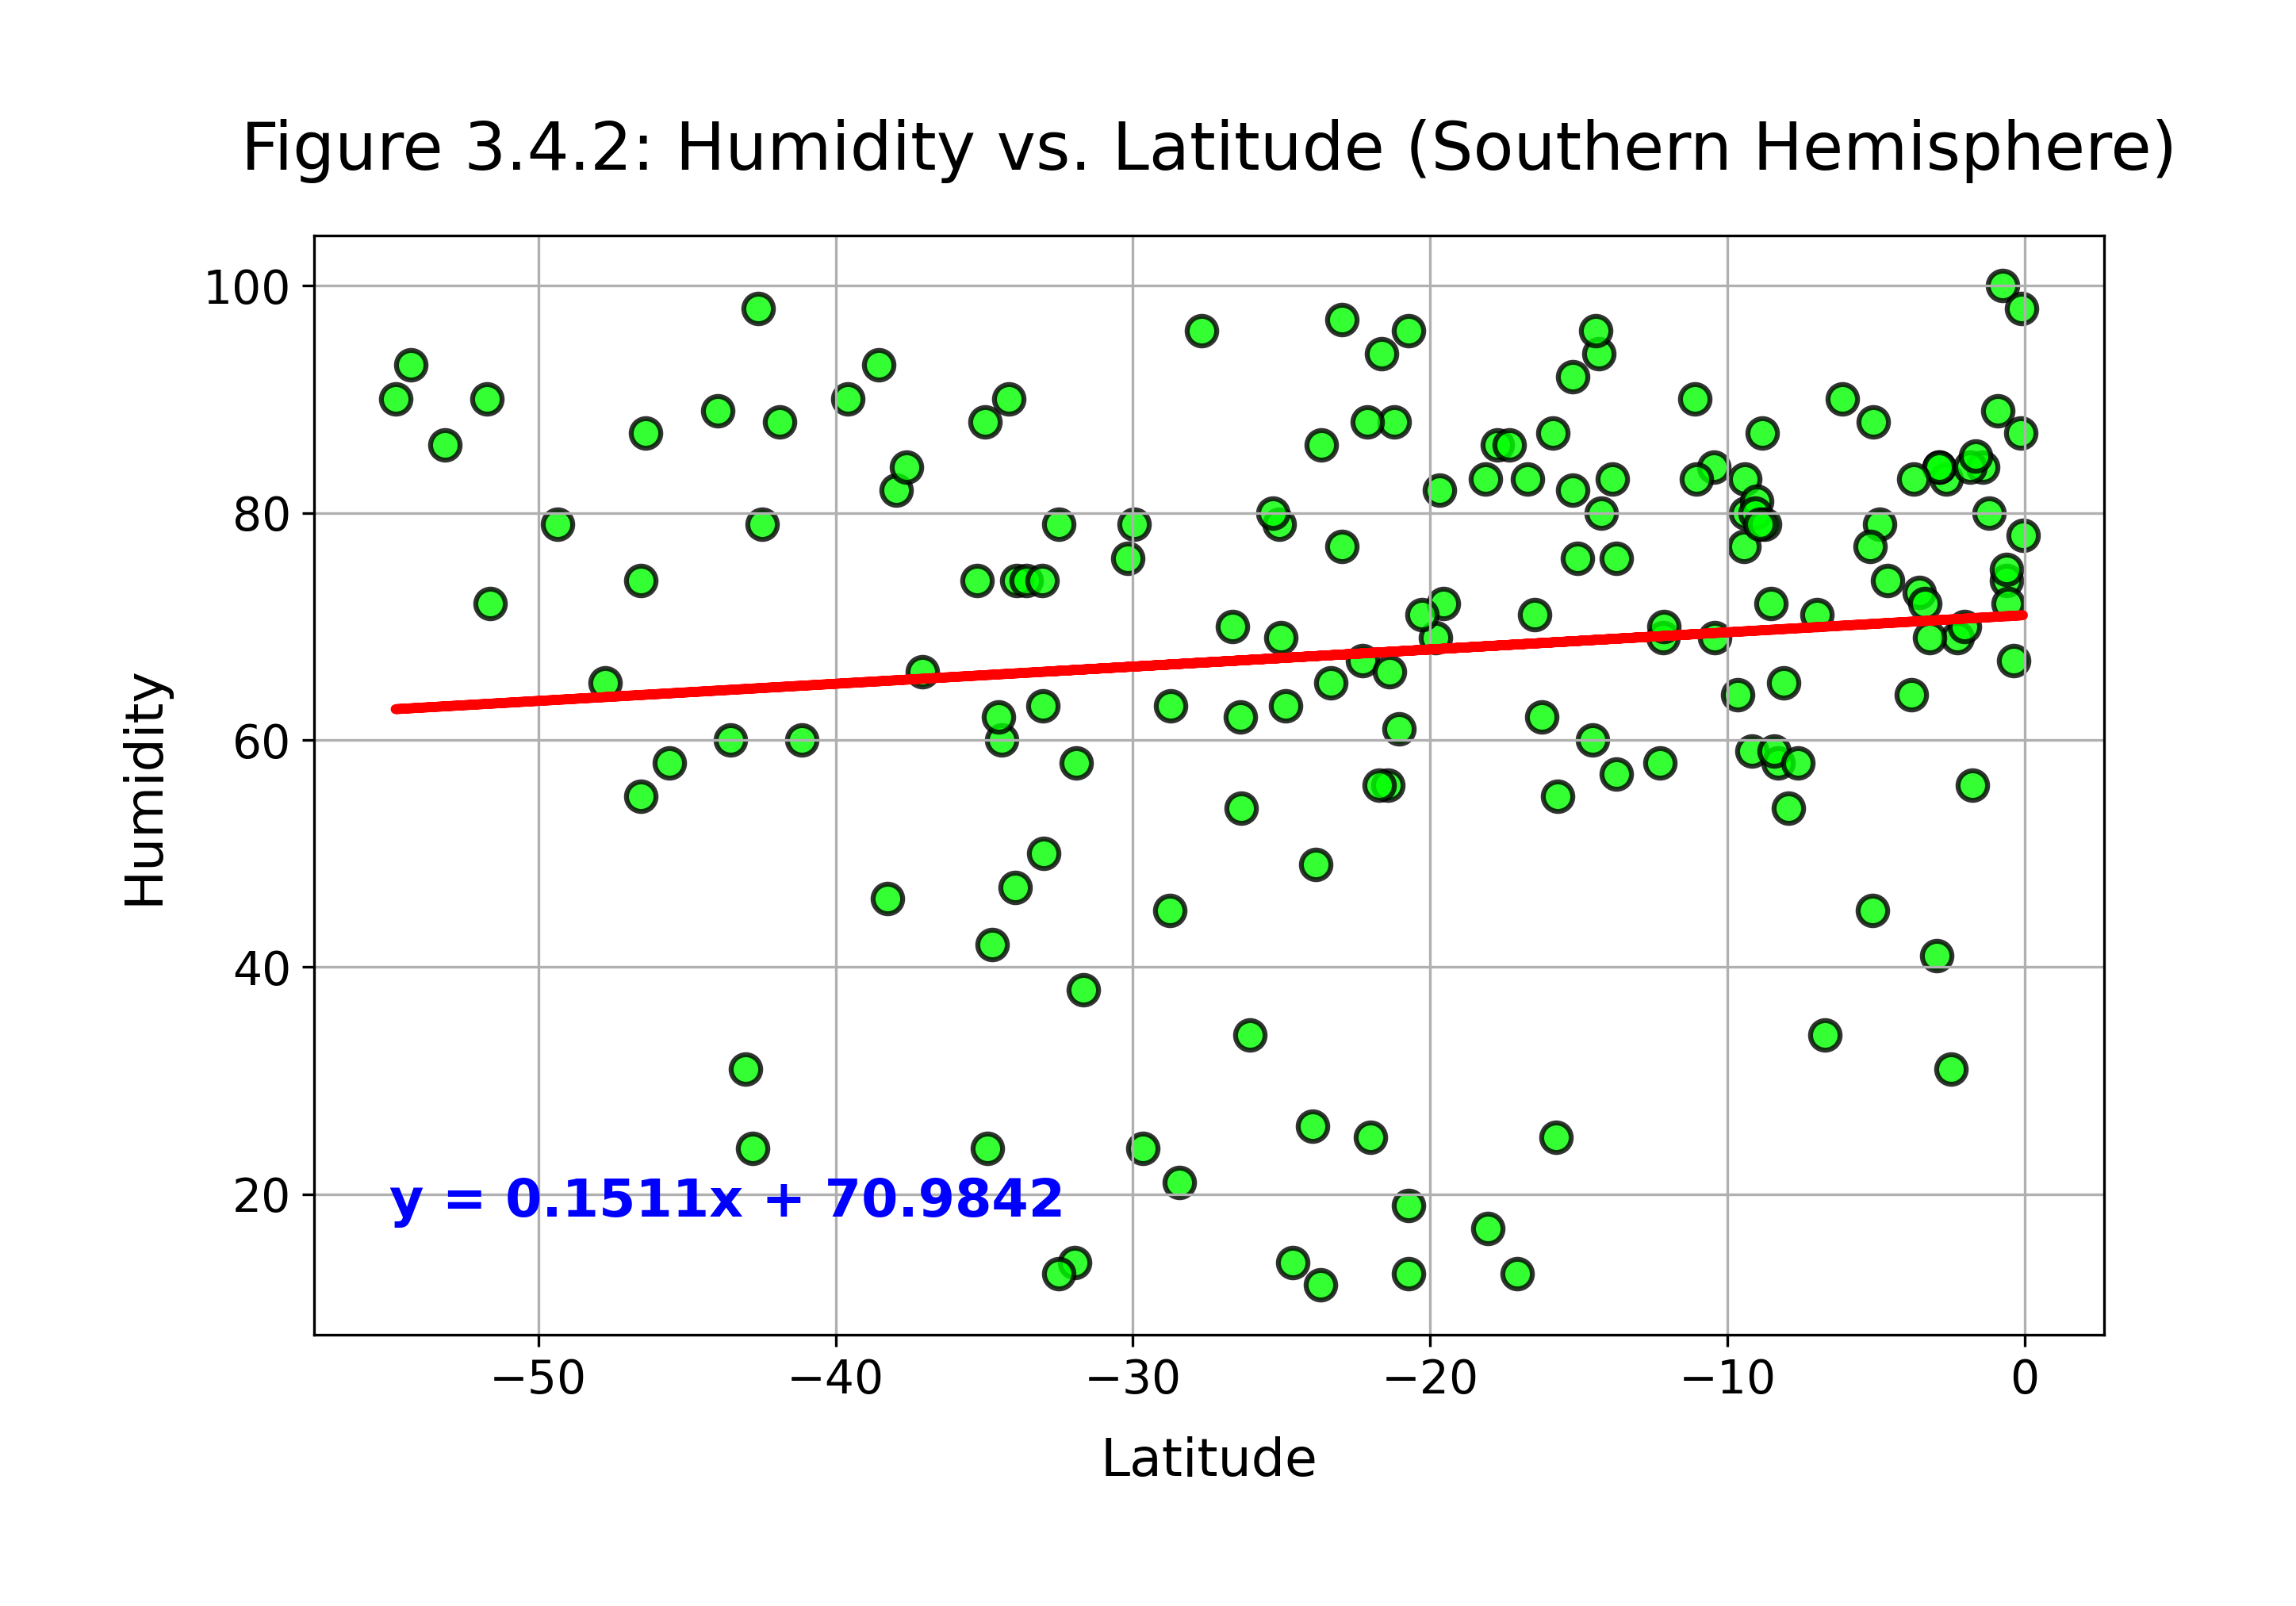 Figure 3.4.2: Humidity vs. Latitude (Southern Hemisphere)
100
80
60
40
20
Humidity
y = 0.1511x + 70.9842
−50
−40
−30
−20
−10
0
Latitude